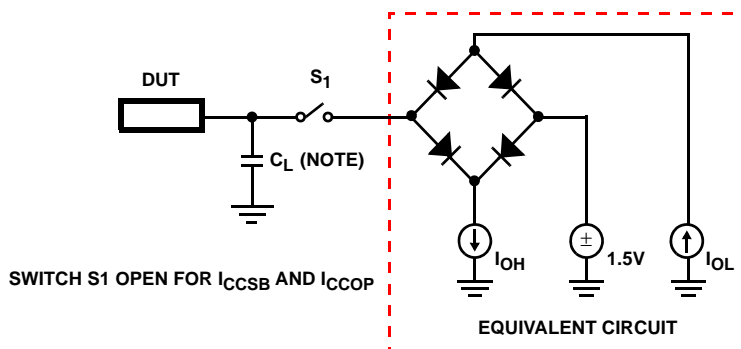 DUT
S1
CL (NOTE)
IOH
±
1.5V
IOL
SWITCH S1 OPEN FOR ICCSB AND ICCOP
EQUIVALENT CIRCUIT